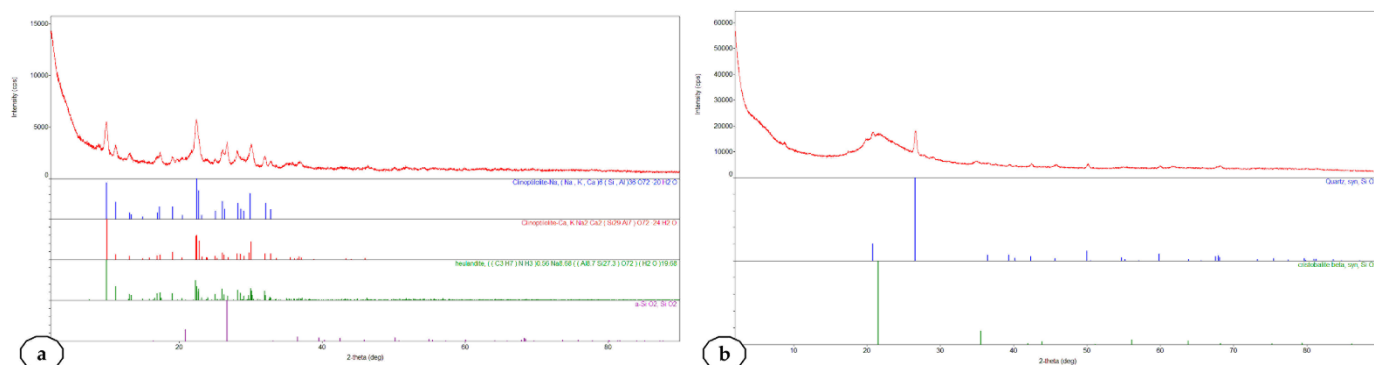 15000
10000
5000
0
Intensity (cps)
Clinoptilolite-Na, ( Na , K , Ca )6 ( Si , Al )36 O72 ·20 H2 O
Clinoptilolite-Ca, K Na2 Ca2 ( Si29 Al7 ) O72 ·24 H2 O
heulandite, ( ( C3 H7 ) N H3 )0.56 Na8.68 ( ( Al8.7 Si27.3 ) O72 ) ( H2 O )19.68
a-Si O2, Si O2
20
40
60
80
2-theta (deg)
a
60000
50000
40000
30000
20000
10000
0
Intensity (cps)
Quartz, syn, Si O
cristobalite beta, syn, Si O
10
20
30
40
50
60
70
80
2-theta (deg)
b